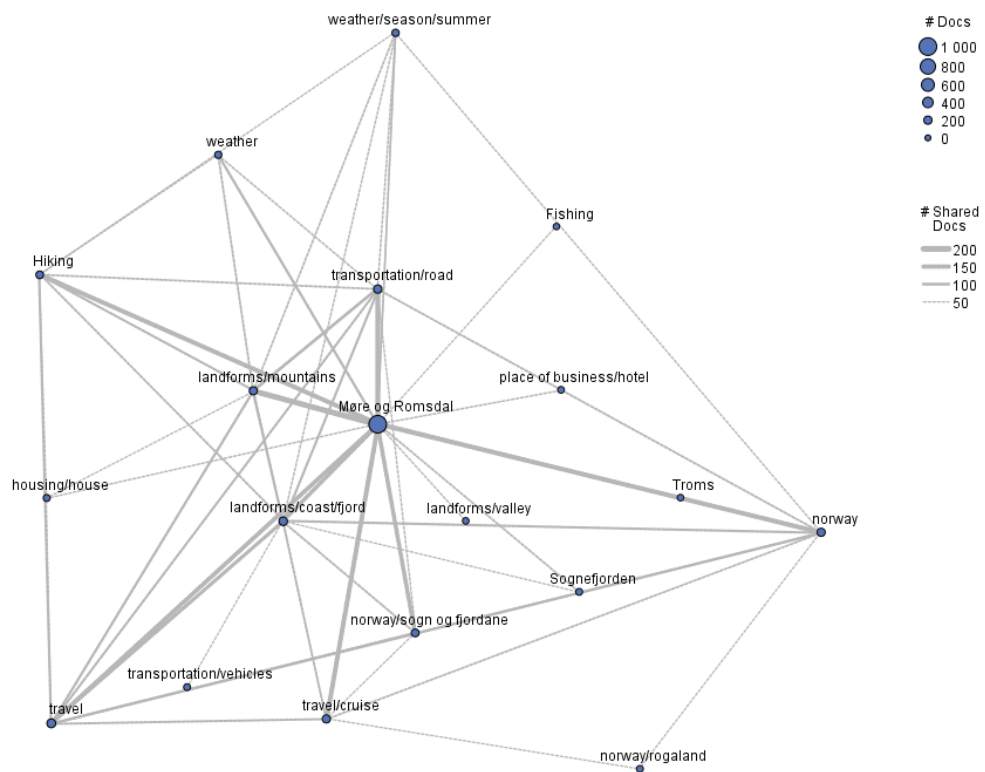 weather/season/summer
# Docs
1 000
800
600
400
200
0
weather
Fishing
# Shared
Docs
200
150
100
50
Hiking
transportation/road
landforms/mountains
place of business/hotel
Møre og Romsdal
housing/house
Troms
landforms/coast/fjord
landforms/valley
norway
Sognefjorden
norway/sogn og fjordane
transportation/vehicles
travel
travel/cruise
norway/rogaland